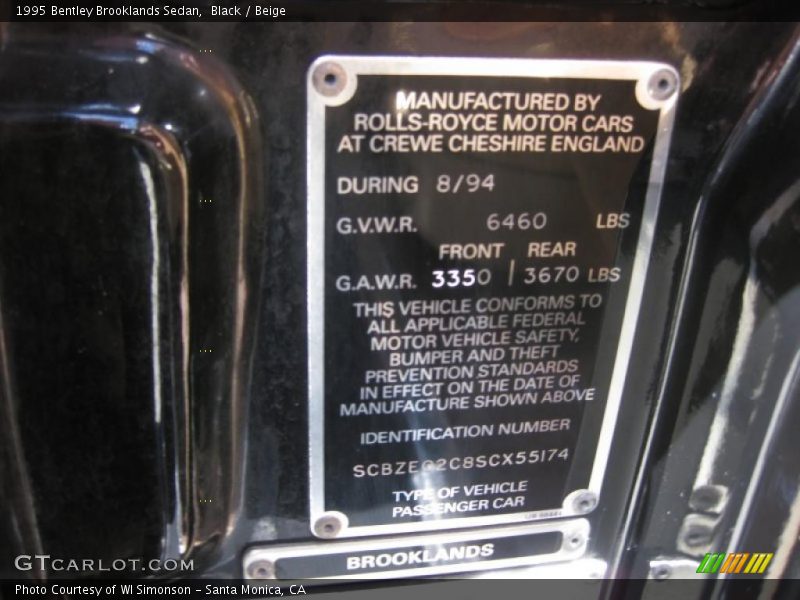 1995 Bentley Brooklands Sedan, Black / Beige
MANUFACTURED BY
ROLLS-ROYCE MOTOR CARS
AT CREWE CHESHIRE ENGLAND
DURING 8/94
G.V.W.R. 6460 LBS
FRONT REAR
G.A.W.R. 3350 | 3670 LBS
THIS VEHICLE CONFORMS TO
ALL APPLICABLE FEDERAL
MOTOR VEHICLE SAFETY,
BUMPER AND THEFT
PREVENTION STANDARDS
IN EFFECT ON THE DATE OF
MANUFACTURE SHOWN ABOVE
IDENTIFICATION NUMBER
SCBZE02C8SCX55174
TYPE OF VEHICLE
PASSENGER CAR
BROOKLANDS
GTCARLOT.COM
Photo Courtesy of WI Simonson - Santa Monica, CA